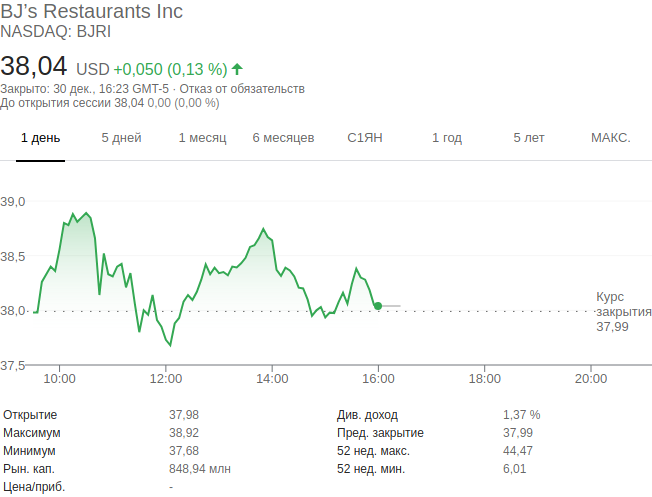 BJ's Restaurants Inc
NASDAQ: BJRI
38,04 USD +0,050 (0,13 %)
Закрыто: 30 дек., 16:23 GMT-5 · Отказ от обязательств
До открытия сессии 38,04 0,00 (0,00 %)
1 день 5 дней 1 месяц 6 месяцев С1ЯН 1 год 5 лет МАКС.
39,0
38,5
38,0
37,5
Курс
закрытия
37,99
10:00 12:00 14:00 16:00 18:00 20:00
Открытие 37,98 Див. доход 1,37 %
Максимум 38,92 Пред. закрытие 37,99
Минимум 37,68 52 нед. макс. 44,47
Рын. кап. 848,94 млн 52 нед. мин. 6,01
Цена/приб. -